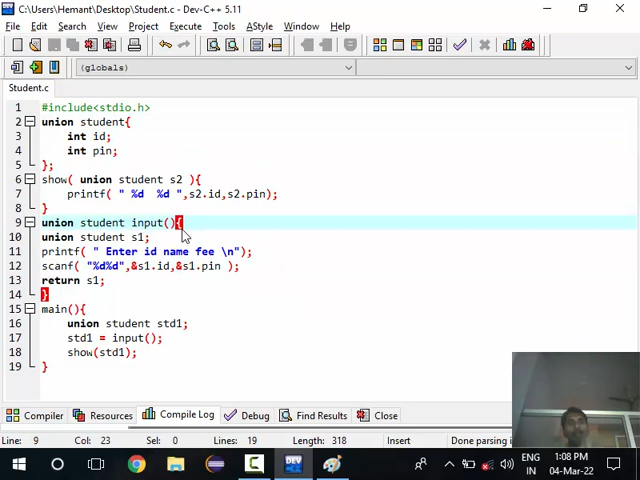 C:\Users\Hemant\Desktop\Student.c - Dev-C++ 5.11
File Edit Search View Project Execute Tools AStyle Window Help
(globals)
Student.c
1 #include<stdio.h>
2 union student{
3 int id;
4 int pin;
5 };
6 show( union student s2 ){
7 printf( " %d  %d ",s2.id,s2.pin);
8 }
9 union student input(){
10 union student s1;
11 printf( " Enter id name fee \n");
12 scanf( "%d%d",&s1.id,&s1.pin );
13 return s1;
14 }
15 main(){
16 union student std1;
17 std1 = input();
18 show(std1);
19 }
Compiler Resources Compile Log Debug Find Results Close
Line: 9 Col: 23 Sel: 0 Lines: 19 Length: 318 Insert Done parsing in
ENG
IN
1:08 PM
04-Mar-22